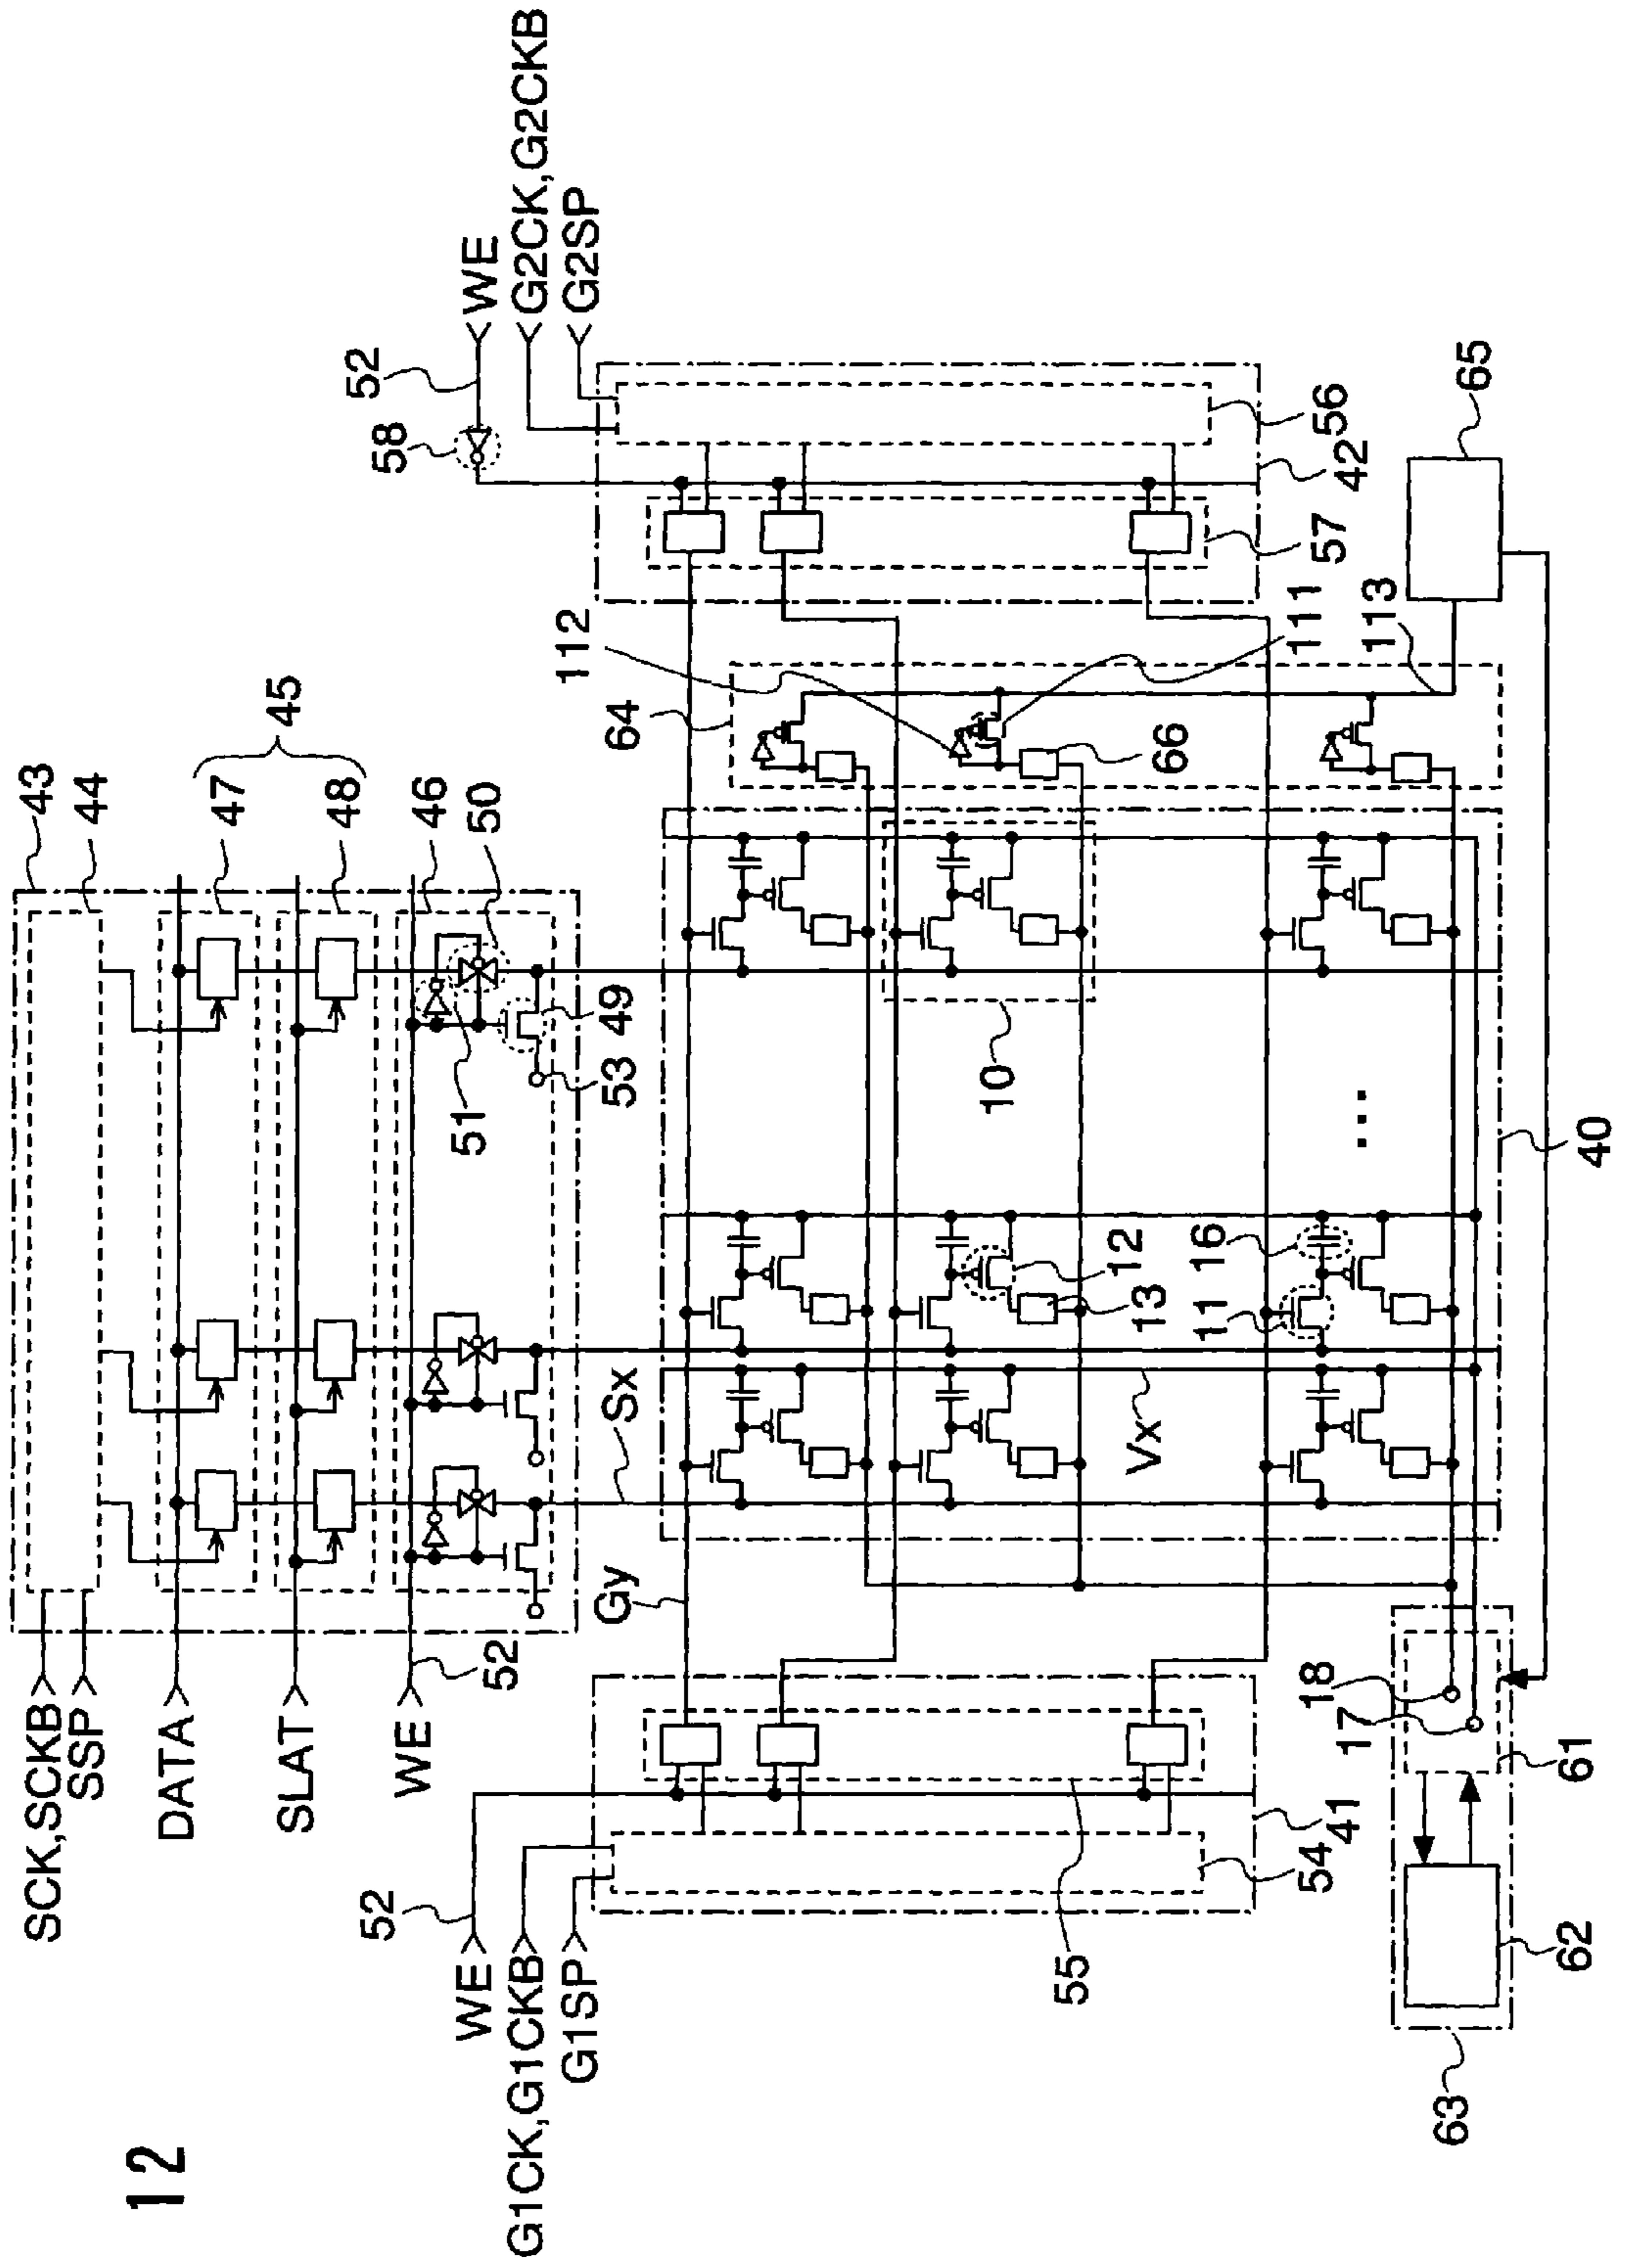 12
SCK,SCKB
SSP
DATA
SLAT
WE
52
43
44
45
47
48
46
50
51
49
53
WE
52
58
G2CK,G2CKB
G2SP
WE
52
G1CK,G1CKB
G1SP
Gy
Sx
Vx
10
12
13
11
16
64
112
111
66
113
57
42
56
65
55
54
41
40
17
18
61
62
63
...